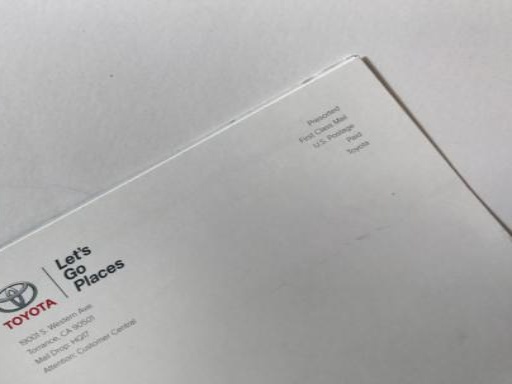 Presorted
First Class Mail
U.S. Postage
Paid
Toyota
Let's
Go
Places
TOYOTA
19001 S. Western Ave
Torrance, CA 90501
Mail Drop: HQ17
Attention: Customer Central